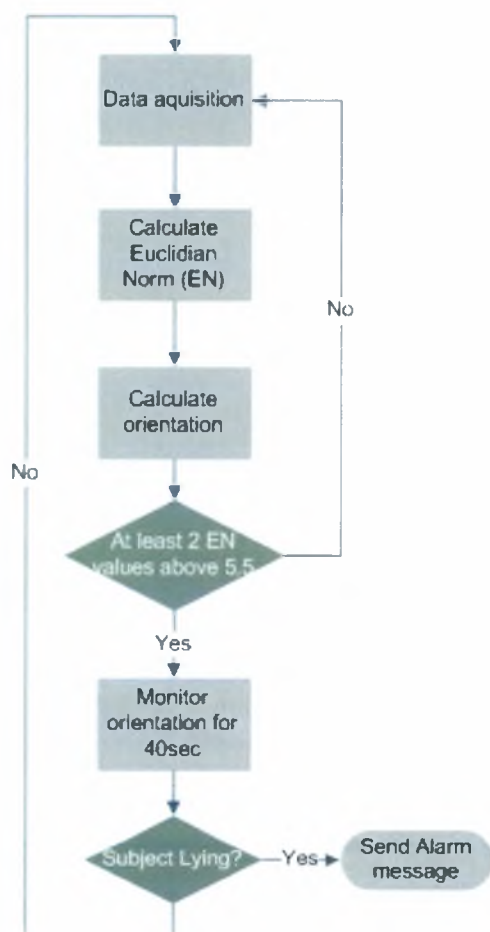 Data aquisition
Calculate
Euclidian
Norm (EN)
No
Calculate
orientation
No
At least 2 EN
values above 5.5
Yes
Monitor
orientation for
40sec
Subject Lying?
Yes
Send Alarm
message